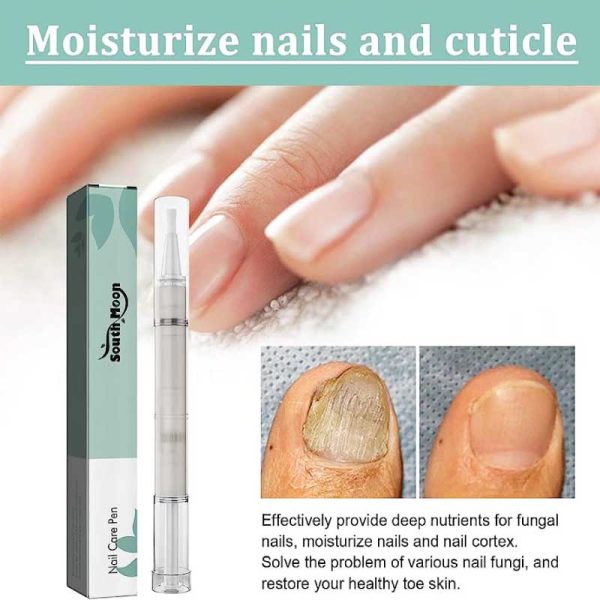 Moisturize nails and cuticle
South Moon
Nail Care Pen
Effectively provide deep nutrients for fungal
nails, moisturize nails and nail cortex.
Solve the problem of various nail fungi, and
restore your healthy toe skin.